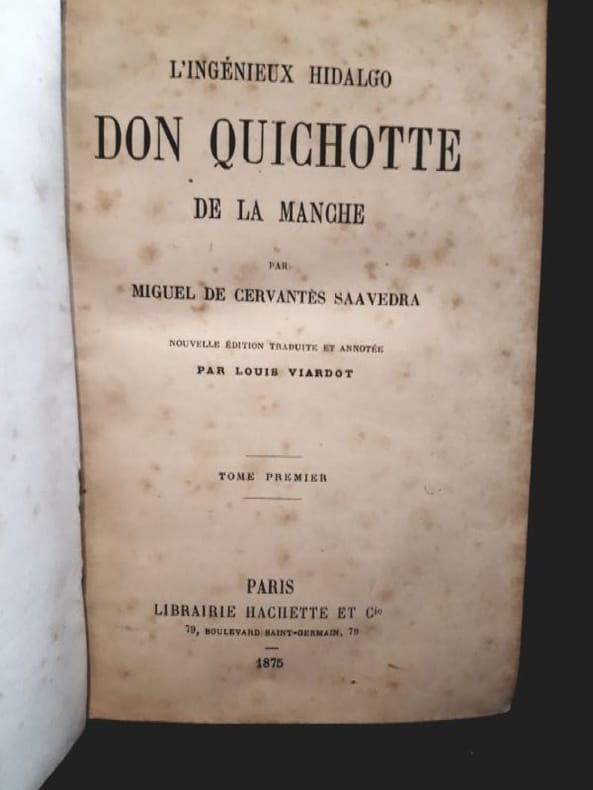 L'INGÉNIEUX HIDALGO
DON QUICHOTTE
DE LA MANCHE
PAR
MIGUEL DE CERVANTÈS SAAVEDRA
NOUVELLE ÉDITION TRADUITE ET ANNOTÉE
PAR LOUIS VIARDOT
TOME PREMIER
PARIS
LIBRAIRIE HACHETTE ET Cie
79, BOULEVARD SAINT-GERMAIN, 79
1875